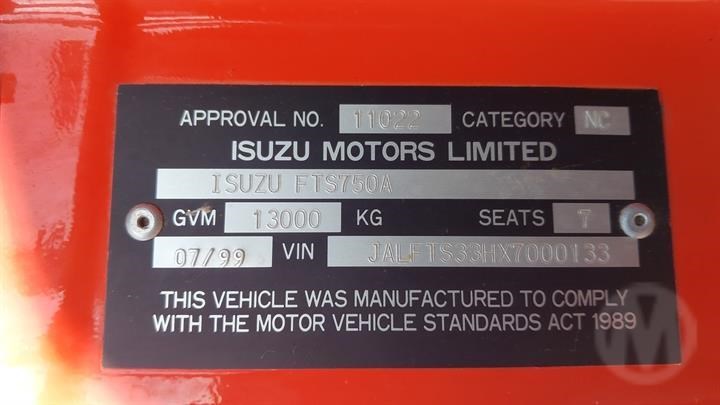 APPROVAL NO. 11022 CATEGORY NC
ISUZU MOTORS LIMITED
ISUZU FTS750A
GVM 13000 KG SEATS 7
07/99 VIN JALFTS33HX7000133
THIS VEHICLE WAS MANUFACTURED TO COMPLY
WITH THE MOTOR VEHICLE STANDARDS ACT 1989
M